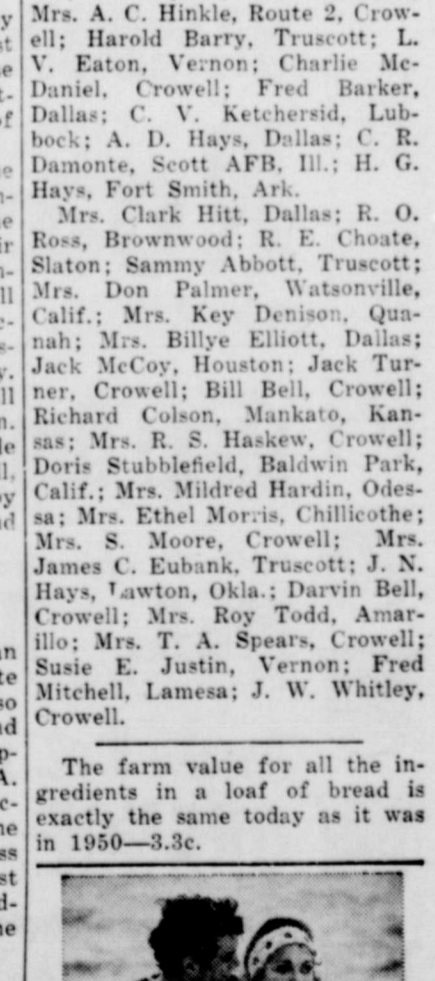 Mrs. A. C. Hinkle, Route 2, Crow-
ell; Harold Barry, Truscott; L.
V. Eaton, Vernon; Charlie Mc-
Daniel, Crowell; Fred Barker,
Dallas; C. V. Ketchersid, Lub-
bock; A. D. Hays, Dallas; C. R.
Damonte, Scott AFB, Ill.; H. G.
Hays, Fort Smith, Ark.
Mrs. Clark Hitt, Dallas; R. O.
Ross, Brownwood; R. E. Choate,
Slaton; Sammy Abbott, Truscott;
Mrs. Don Palmer, Watsonville,
Calif.; Mrs. Key Denison, Qua-
nah; Mrs. Billye Elliott, Dallas;
Jack McCoy, Houston; Jack Tur-
ner, Crowell; Bill Bell, Crowell;
Richard Colson, Mankato, Kan-
sas; Mrs. R. S. Haskew, Crowell;
Doris Stubblefield, Baldwin Park,
Calif.; Mrs. Mildred Hardin, Odes-
sa; Mrs. Ethel Morris, Chillicothe;
Mrs. S. Moore, Crowell; Mrs.
James C. Eubank, Truscott; J. N.
Hays, Lawton, Okla.; Darvin Bell,
Crowell; Mrs. Roy Todd, Amar-
illo; Mrs. T. A. Spears, Crowell;
Susie E. Justin, Vernon; Fred
Mitchell, Lamesa; J. W. Whitley,
Crowell.
The farm value for all the in-
gredients in a loaf of bread is
exactly the same today as it was
in 1950—3.3c.